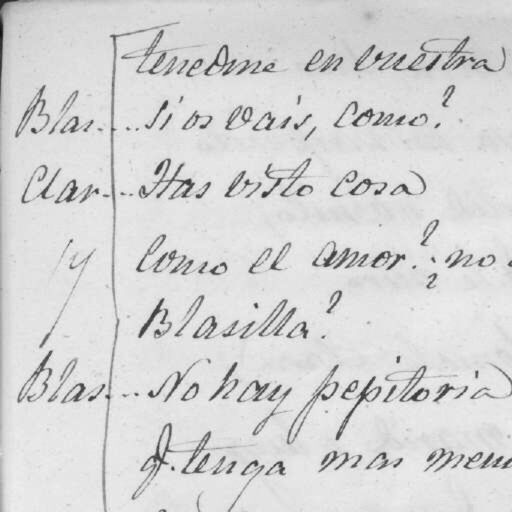 tenedme en vuestra
Blas... si os vais, como?
Clar... Has visto cosa
como el amor? ¿no
Blasilla?
Blas... No hay pepitoria
q. tenga mas menu